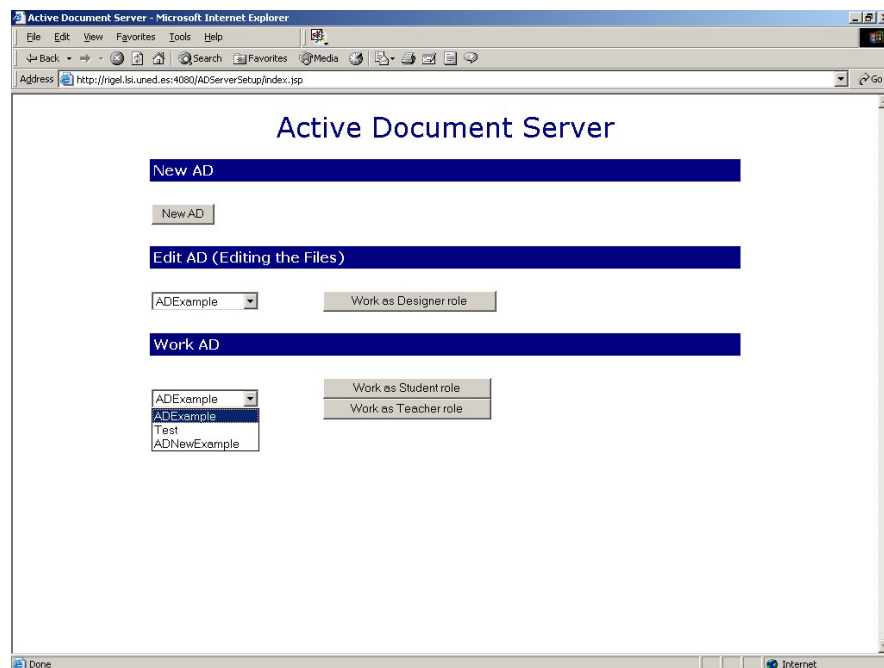 Active Document Server - Microsoft Internet Explorer
File Edit View Favorites Tools Help
Back Search Favorites Media
Address http://rigel.lsi.uned.es:4080/ADServerSetup/index.jsp Go
Active Document Server
New AD
New AD
Edit AD (Editing the Files)
ADExample Work as Designer role
Work AD
Work as Student role
ADExample
Work as Teacher role
ADExample
Test
ADNewExample
Done Internet